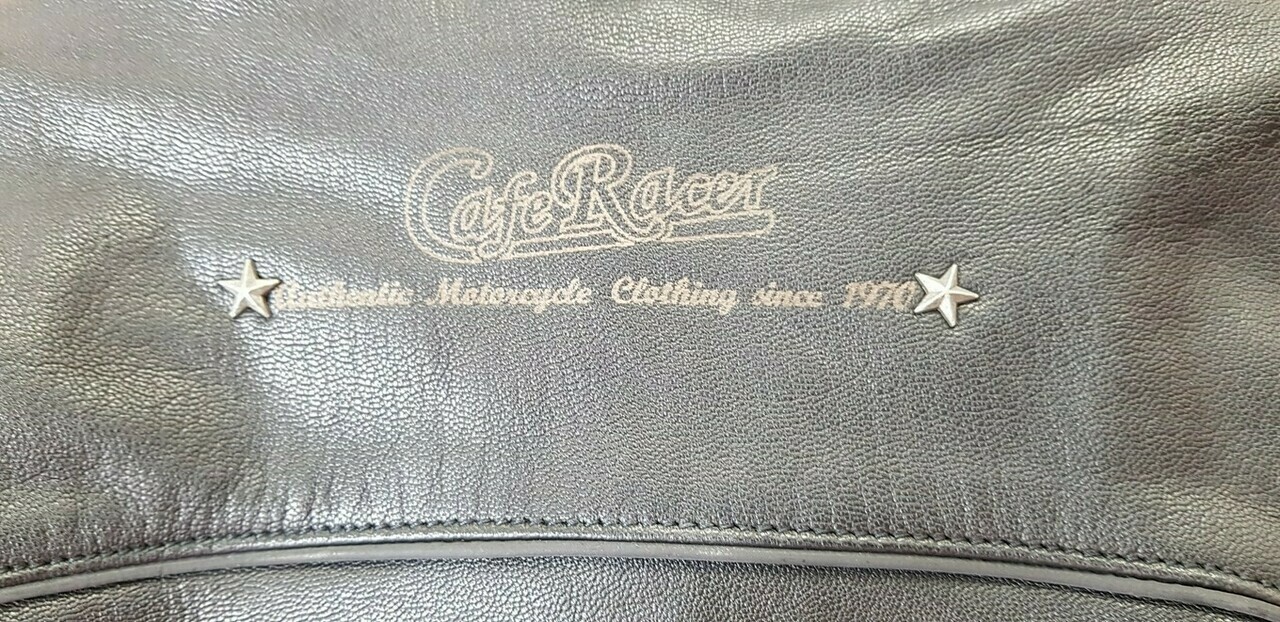 Cafe Racer
Authentic Motorcycle Clothing since 1970